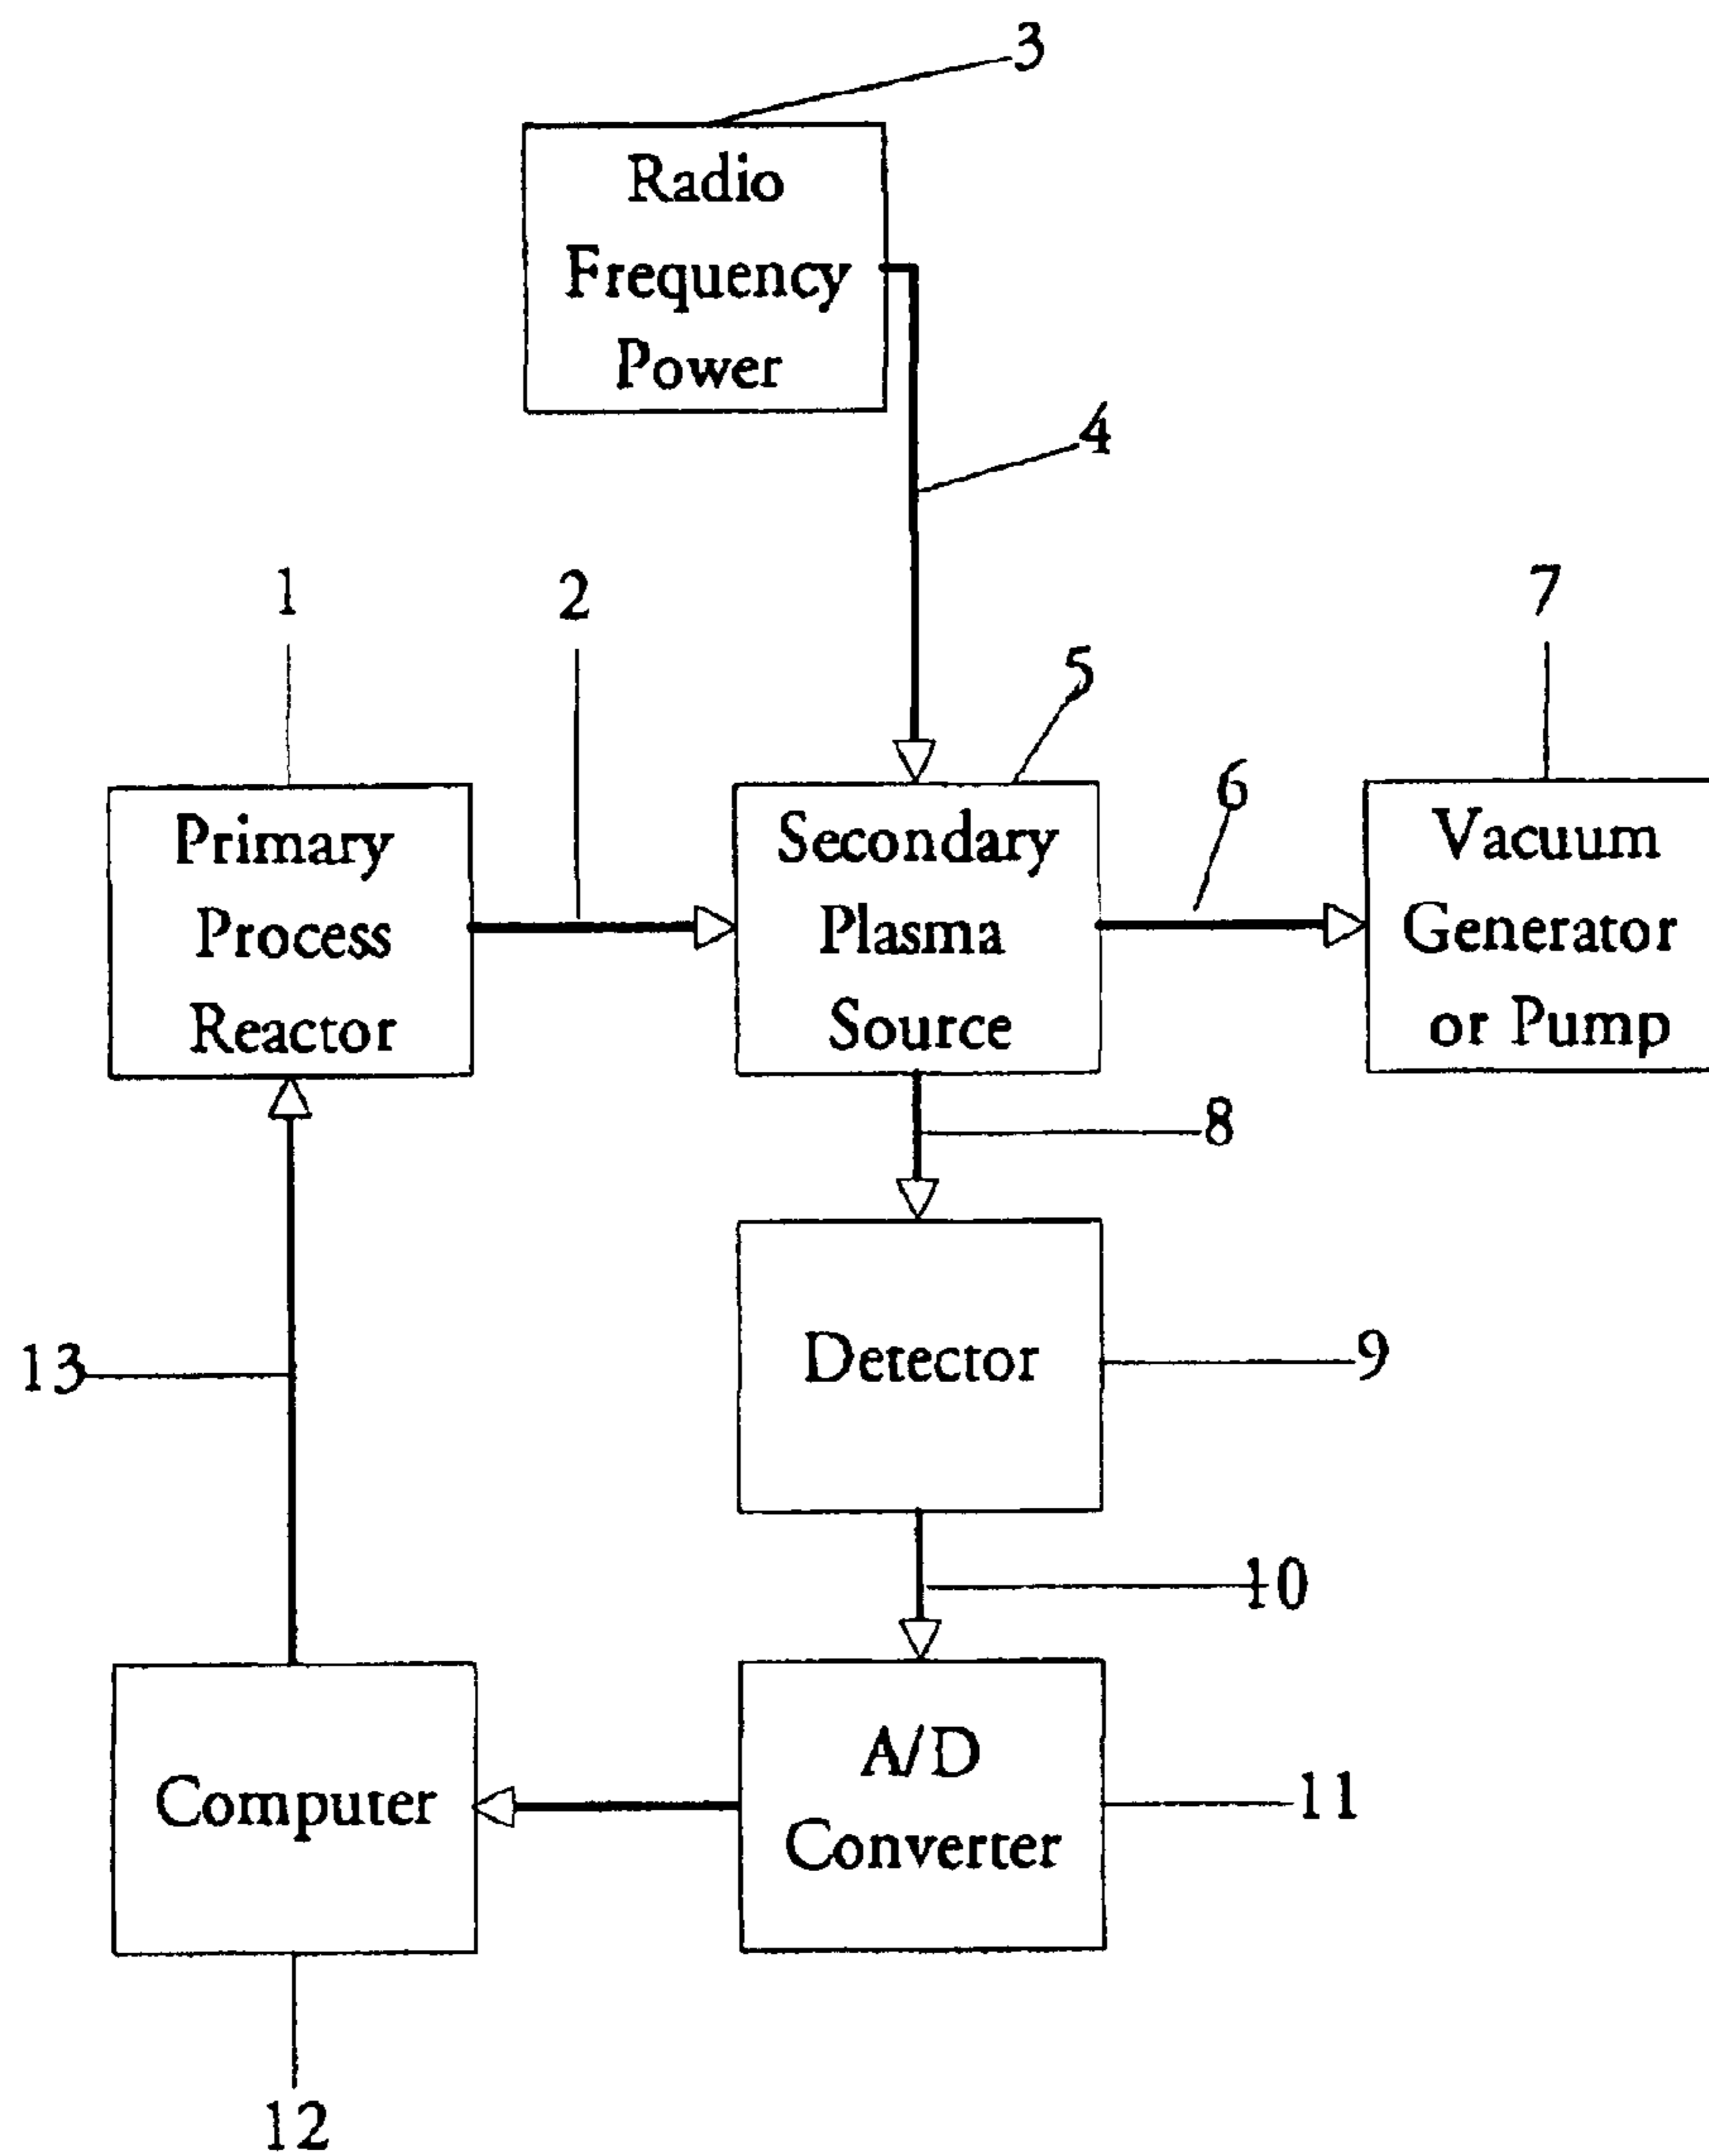 3
Radio
Frequency
Power
4
1
2
5
6
7
Primary
Process
Reactor
Secondary
Plasma
Source
Vacuum
Generator
or Pump
8
Detector
9
13
10
A/D
Converter
11
Computer
12